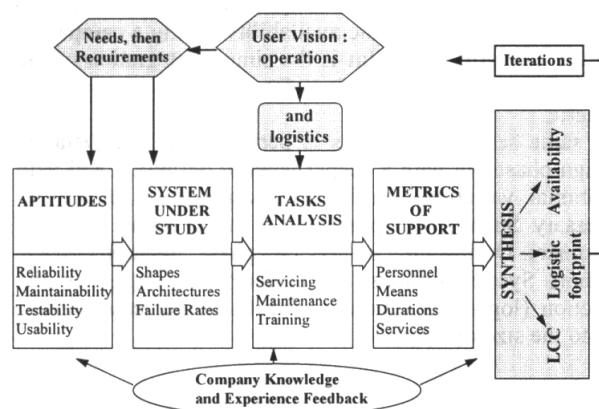 Needs, then
Requirements
User Vision :
operations
Iterations
and
logistics
APTITUDES
SYSTEM
UNDER
STUDY
TASKS
ANALYSIS
METRICS
OF
SUPPORT
Reliability
Maintainability
Testability
Usability
Shapes
Architectures
Failure Rates
Servicing
Maintenance
Training
Personnel
Means
Durations
Services
SYNTHESIS
Availability
Logistic
footprint
LCC
Company Knowledge
and Experience Feedback